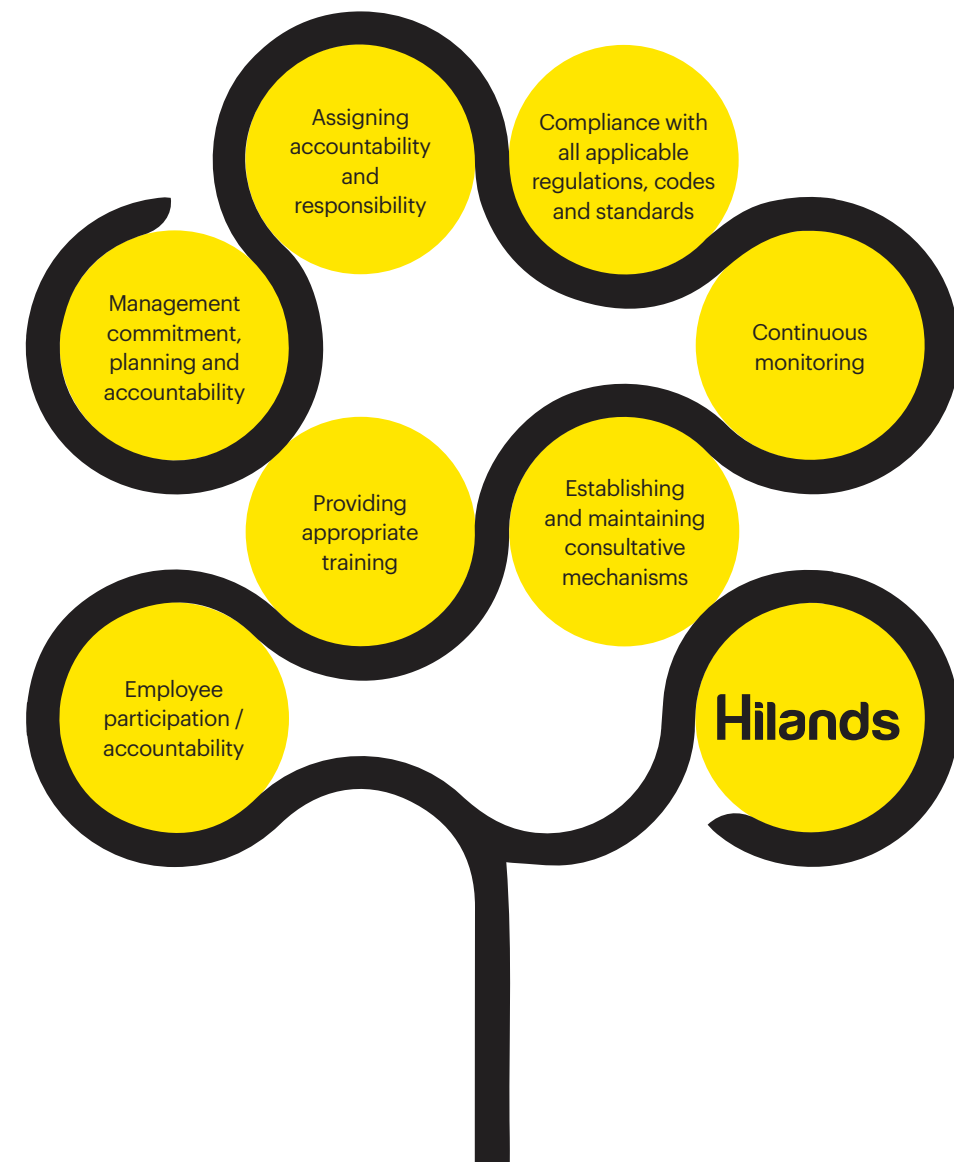 Assigning
accountability
and
responsibility
Compliance with
all applicable
regulations, codes
and standards
Management
commitment,
planning and
accountability
Continuous
monitoring
Providing
appropriate
training
Establishing
and maintaining
consultative
mechanisms
Employee
participation /
accountability
Hilands